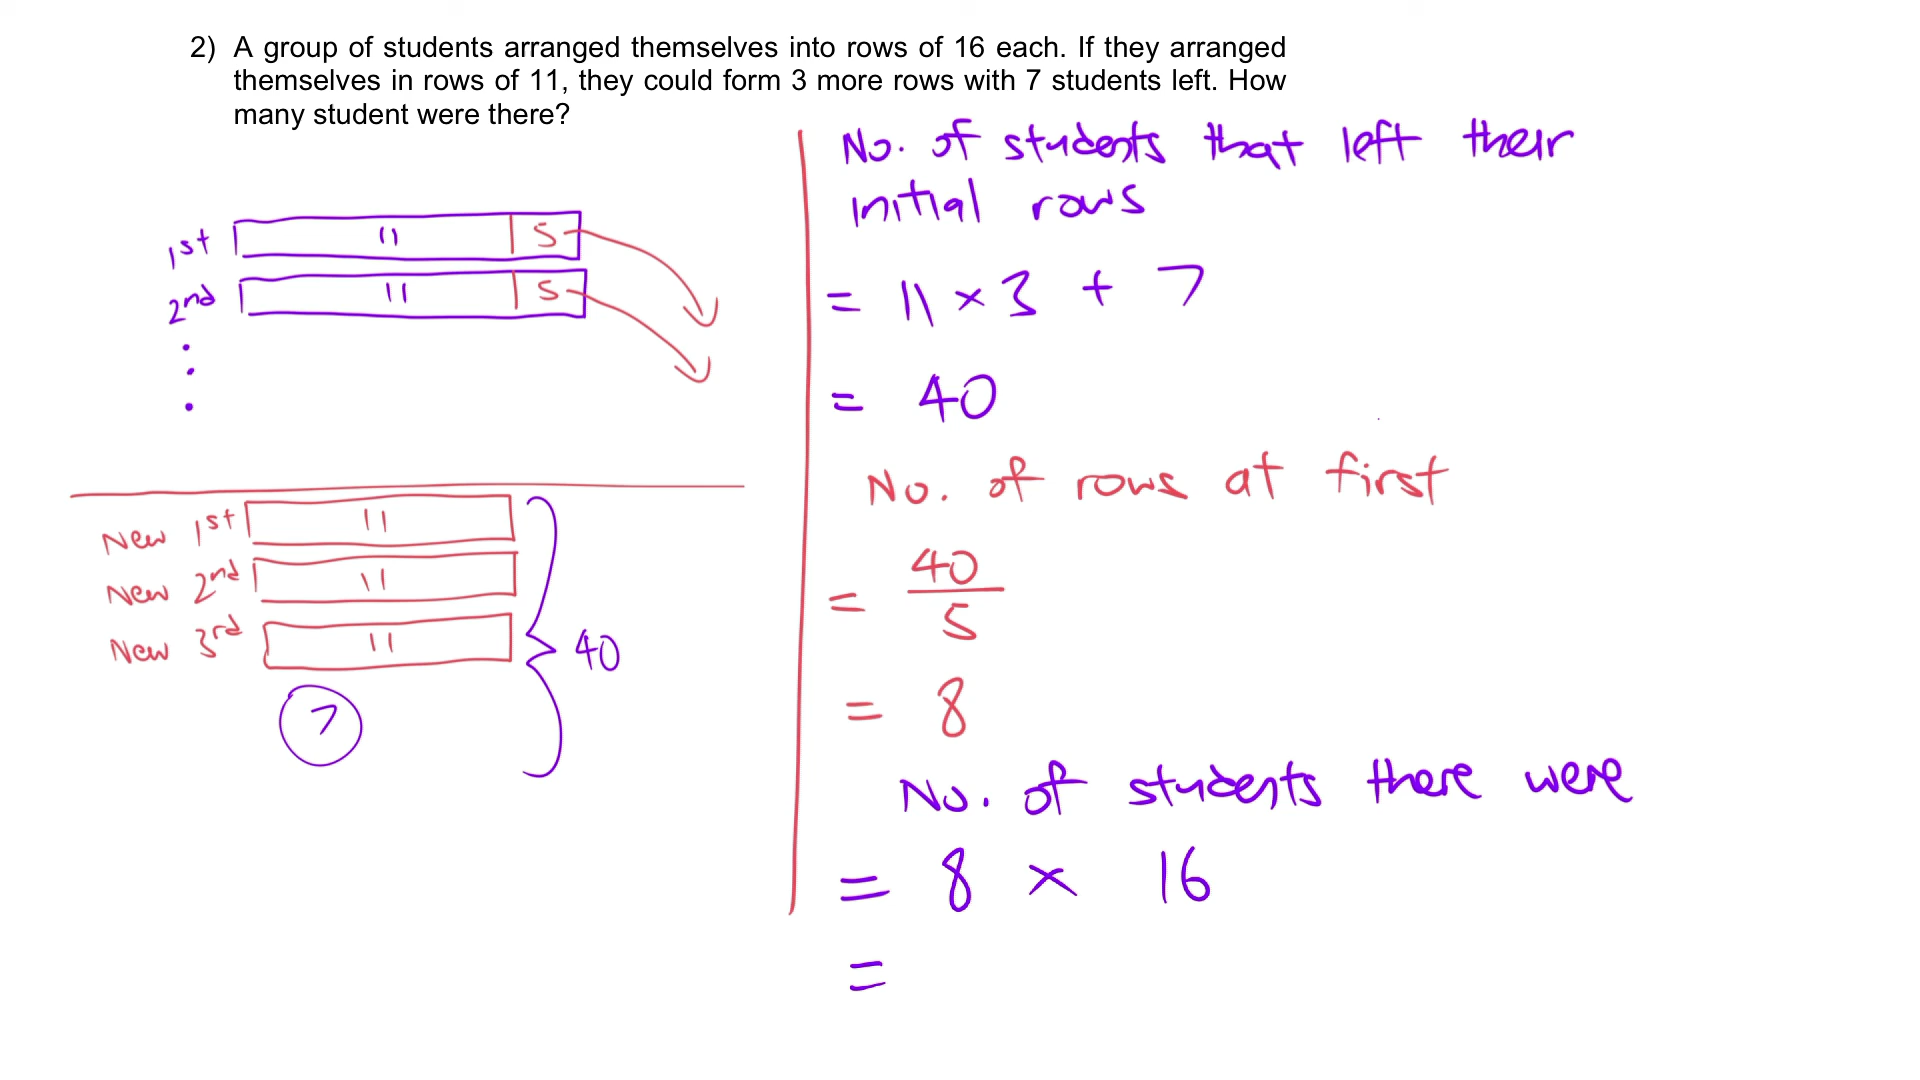 2) A group of students arranged themselves into rows of 16 each. If they arranged
themselves in rows of 11, they could form 3 more rows with 7 students left. How
many student were there?
1st 11 5
2nd 11 5
New 1st 11
New 2nd 11
New 3rd 11
40
7
No. of students that left their
initial rows
= 11 × 3 + 7
= 40
No. of rows at first
= 40
5
= 8
No. of students there were
= 8 × 16
=